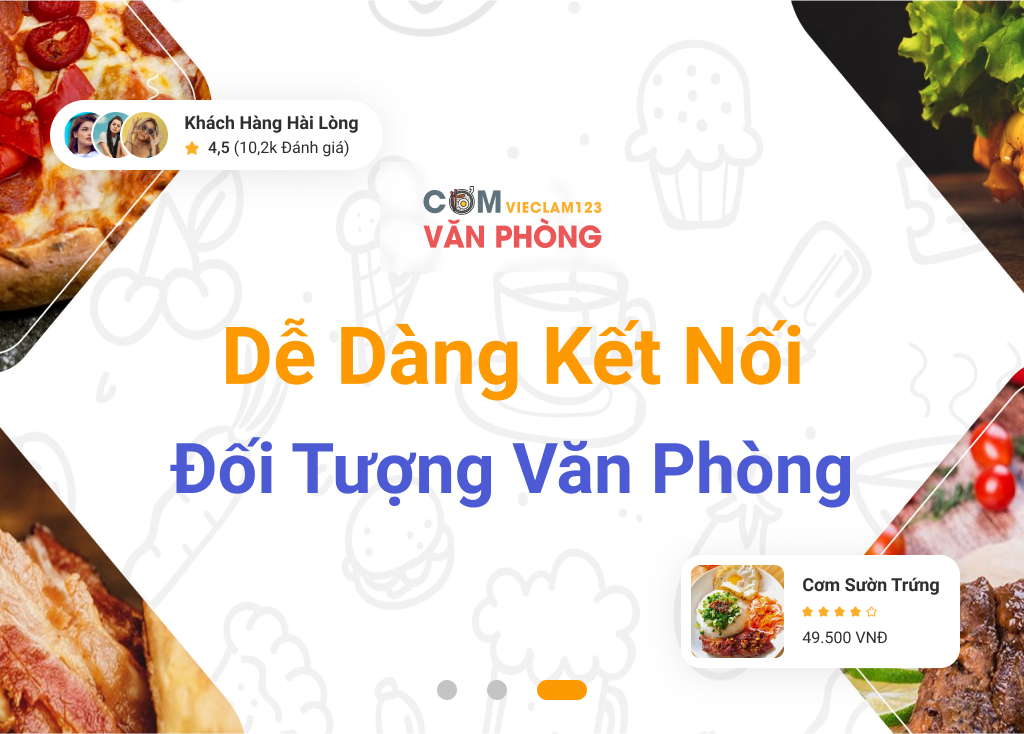 Khách Hàng Hài Lòng
4,5 (10,2k Đánh giá)
CƠM VIECLAM123
VĂN PHÒNG
Dễ Dàng Kết Nối
Đối Tượng Văn Phòng
Cơm Sườn Trứng
49.500 VNĐ